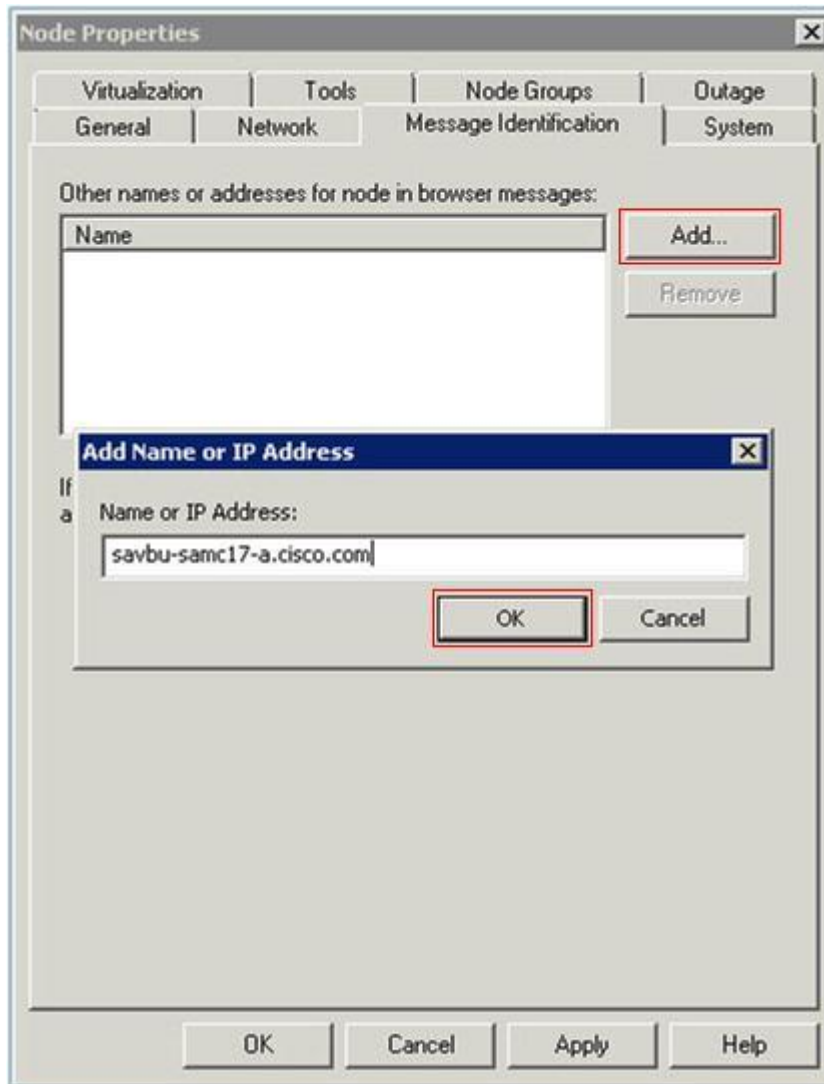 Node Properties
Virtualization Tools Node Groups Outage
General Network Message Identification System
Other names or addresses for node in browser messages:
Name
Add...
Remove
Add Name or IP Address
If
a
Name or IP Address:
savbu-samc17-a.cisco.com
OK Cancel
OK Cancel Apply Help